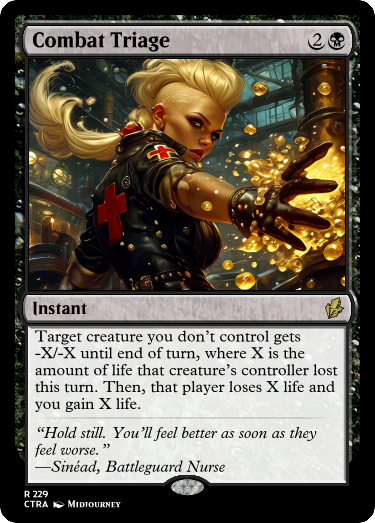 Combat Triage 2
Instant
Target creature you don't control gets
-X/-X until end of turn, where X is the
amount of life that creature's controller lost
this turn. Then, that player loses X life and
you gain X life.
“Hold still. You'll feel better as soon as they
feel worse.”
—Sinéad, Battleguard Nurse
R 229
CTRA Midjourney